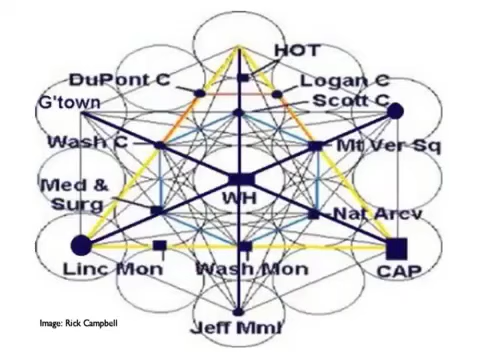 HOT
DuPont C
Logan C
G'town
Scott C
Wash C
Mt Ver Sq
Med &
Surg
WH
Nat Arcv
Linc Mon
Wash Mon
CAP
Image: Rick Campbell
Jeff Mml